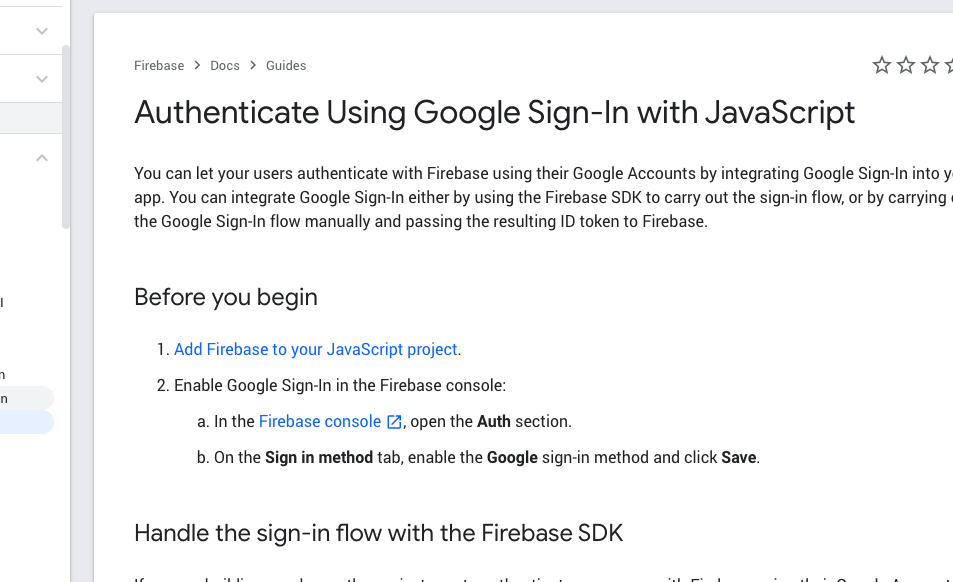 Firebase > Docs > Guides
Authenticate Using Google Sign-In with JavaScript
You can let your users authenticate with Firebase using their Google Accounts by integrating Google Sign-In into
app. You can integrate Google Sign-In either by using the Firebase SDK to carry out the sign-in flow, or by carrying
the Google Sign-In flow manually and passing the resulting ID token to Firebase.
Before you begin
1. Add Firebase to your JavaScript project.
2. Enable Google Sign-In in the Firebase console:
a. In the Firebase console, open the Auth section.
b. On the Sign in method tab, enable the Google sign-in method and click Save.
Handle the sign-in flow with the Firebase SDK